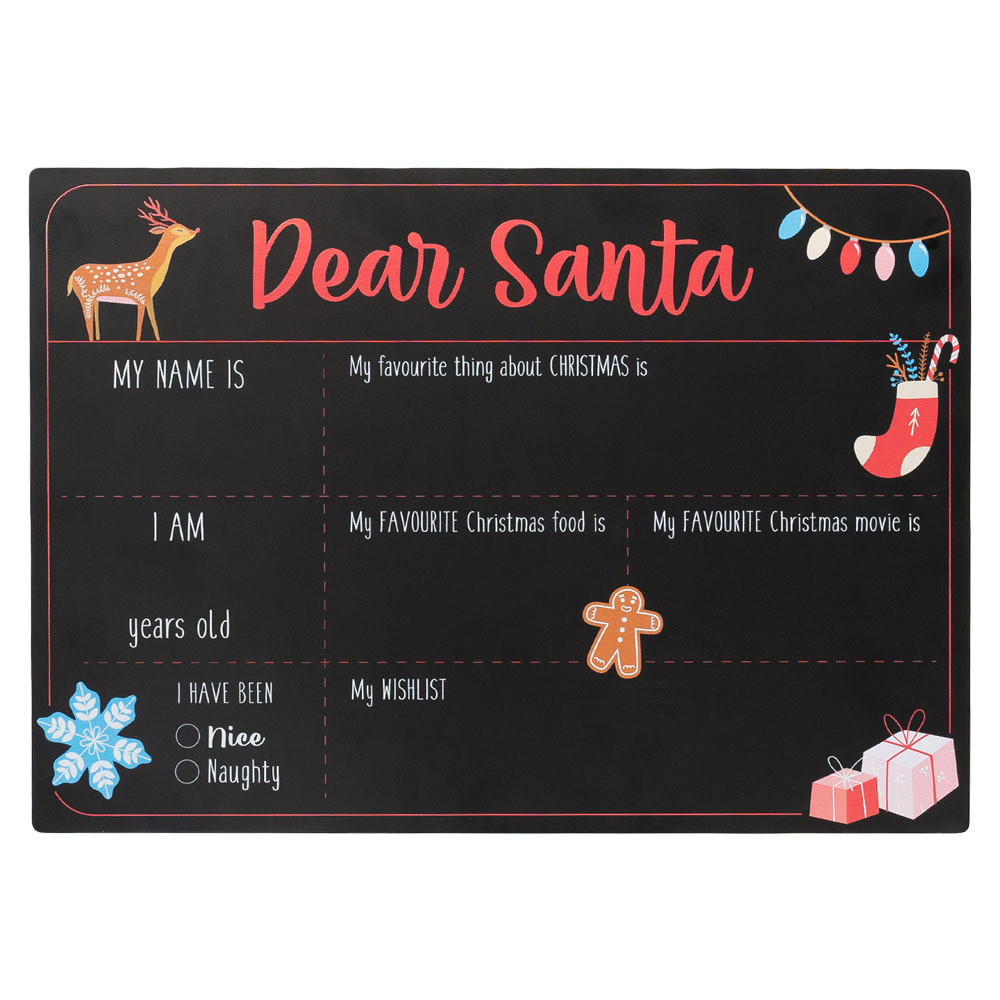 Dear Santa
MY NAME IS
My favourite thing about CHRISTMAS is
I AM
years old
My FAVOURITE Christmas food is
My FAVOURITE Christmas movie is
I HAVE BEEN
Nice
Naughty
My WISHLIST